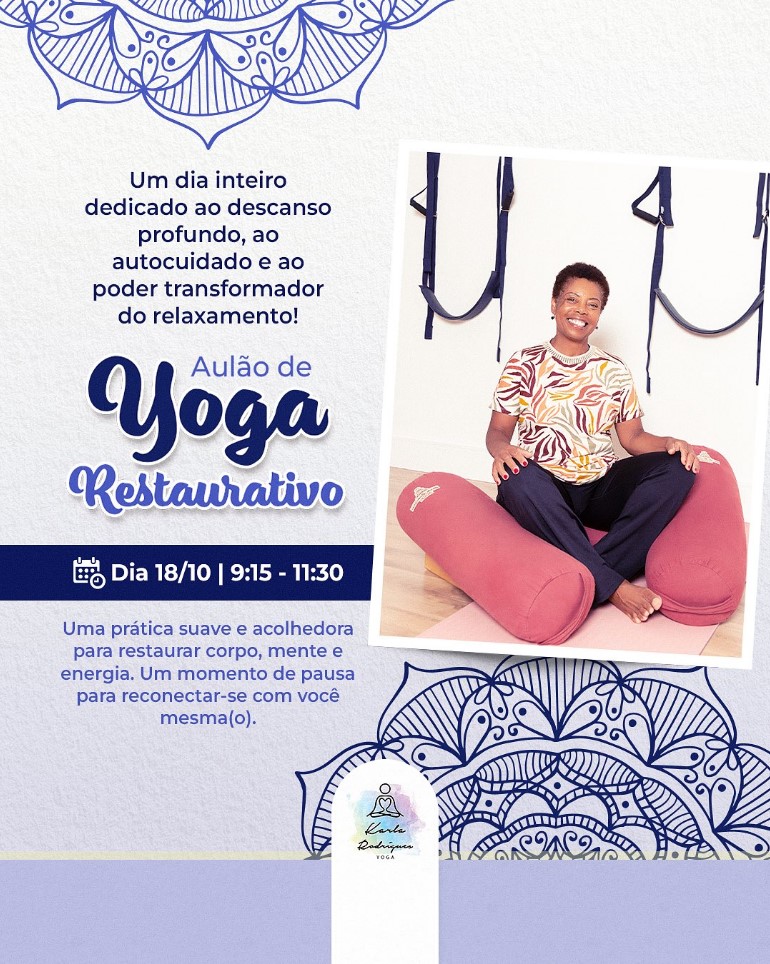 Um dia inteiro
dedicado ao descanso
profundo, ao
autocuidado e ao
poder transformador
do relaxamento!
Aulão de
Yoga
Restaurativo
Dia 18/10 | 9:15 - 11:30
Uma prática suave e acolhedora
para restaurar corpo, mente e
energia. Um momento de pausa
para reconectar-se com você
mesma(o).
Karla
Rodrigues
YOGA